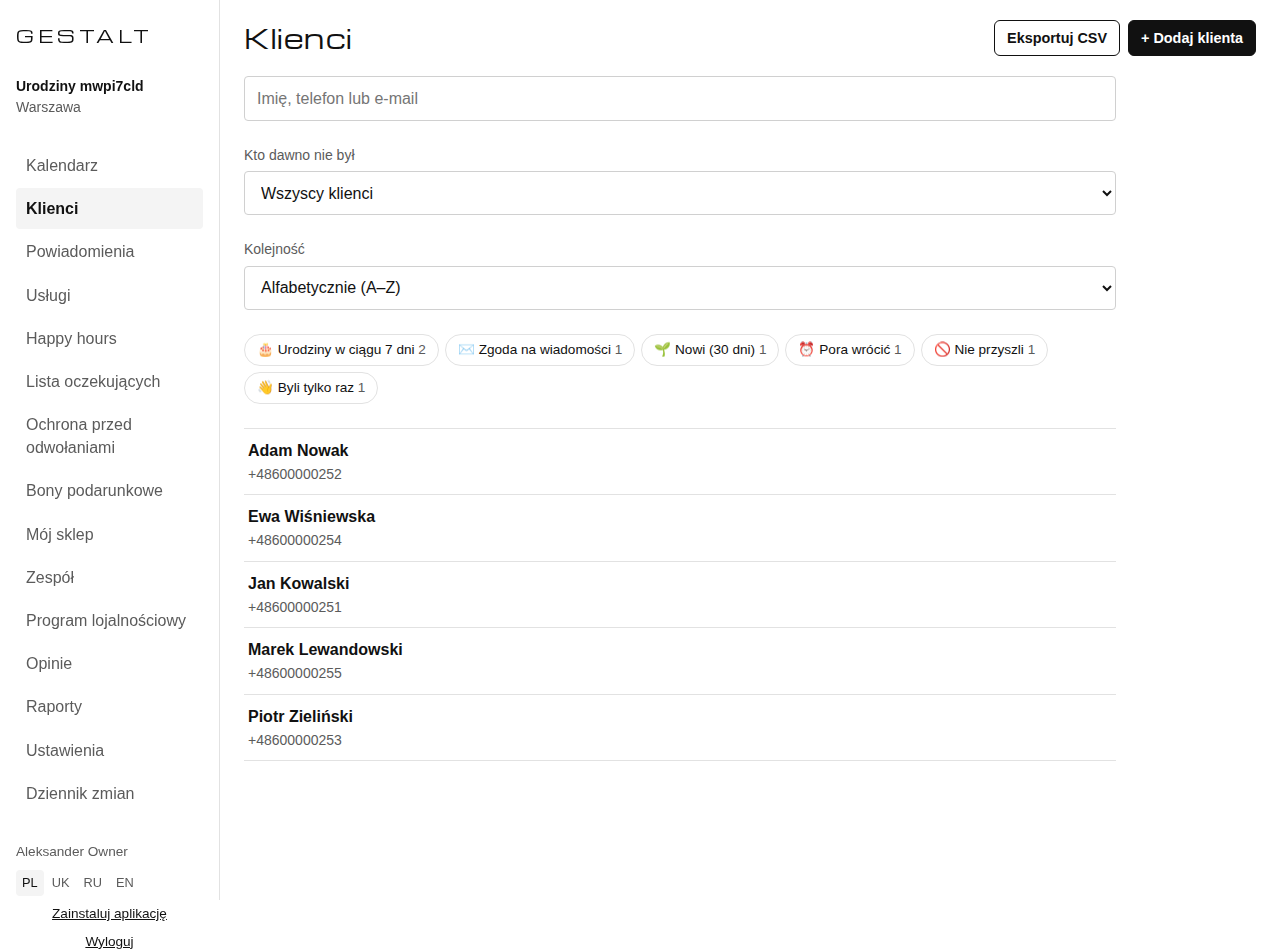 GESTALT
Urodziny mwpi7cld
Warszawa
Kalendarz
Klienci
Powiadomienia
Usługi
Happy hours
Lista oczekujących
Ochrona przed
odwołaniami
Bony podarunkowe
Mój sklep
Zespół
Program lojalnościowy
Opinie
Raporty
Ustawienia
Dziennik zmian
Aleksander Owner
PL UK RU EN
Zainstaluj aplikację
Wyloguj
Klienci
Eksportuj CSV
+ Dodaj klienta
Imię, telefon lub e-mail
Kto dawno nie był
Wszyscy klienci
Kolejność
Alfabetycznie (A–Z)
🎂 Urodziny w ciągu 7 dni 2
✉️ Zgoda na wiadomości 1
🌱 Nowi (30 dni) 1
⏰ Pora wrócić 1
🚫 Nie przyszli 1
👋 Byli tylko raz 1
Adam Nowak
+48600000252
Ewa Wiśniewska
+48600000254
Jan Kowalski
+48600000251
Marek Lewandowski
+48600000255
Piotr Zieliński
+48600000253